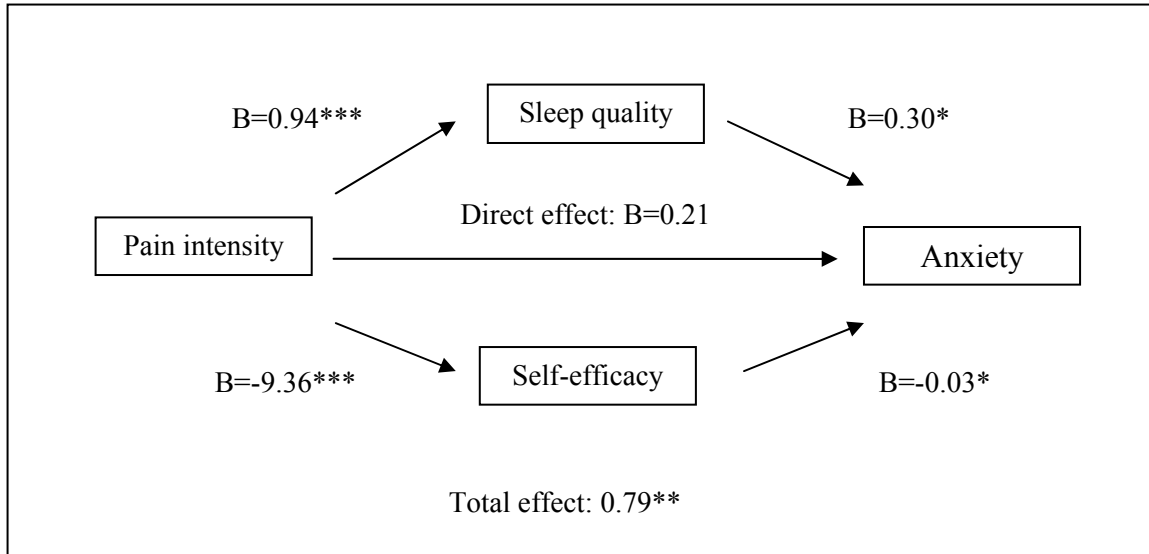 Sleep quality
B=0.94***
B=0.30*
Direct effect: B=0.21
Pain intensity
Anxiety
Self-efficacy
B=-9.36***
B=-0.03*
Total effect: 0.79**